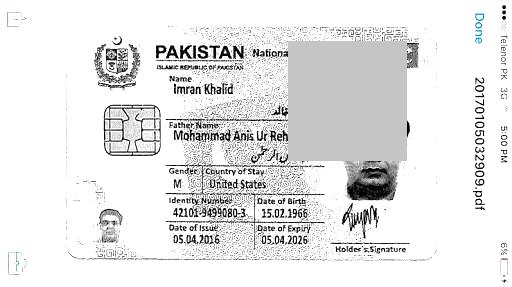 Telenor PK 3G 5:00 PM 6%
Done 20170105032909.pdf
PAKISTAN National
ISLAMIC REPUBLIC OF PAKISTAN
Name
Imran Khalid
Father Name
Mohammad Anis Ur Reh
الرحمٰن
Gender Country of Stay
M United States
Identity Number Date of Birth
42101-9499080-3 15.02.1966
Date of Issue Date of Expiry
05.04.2016 05.04.2026
Holder's Signature